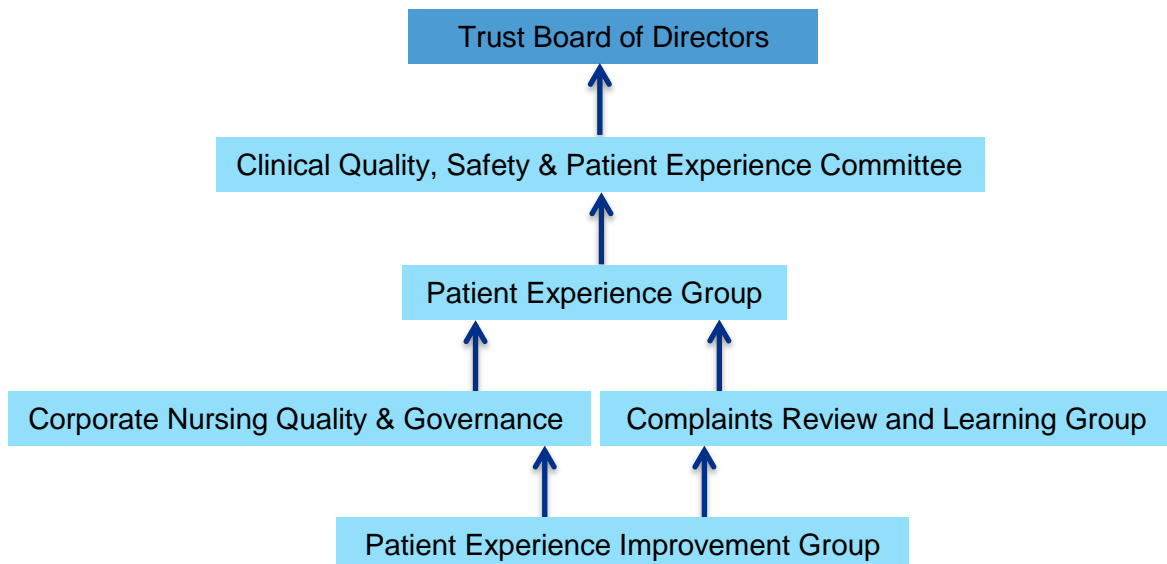 Trust Board of Directors
Clinical Quality, Safety & Patient Experience Committee
Patient Experience Group
Corporate Nursing Quality & Governance
Complaints Review and Learning Group
Patient Experience Improvement Group